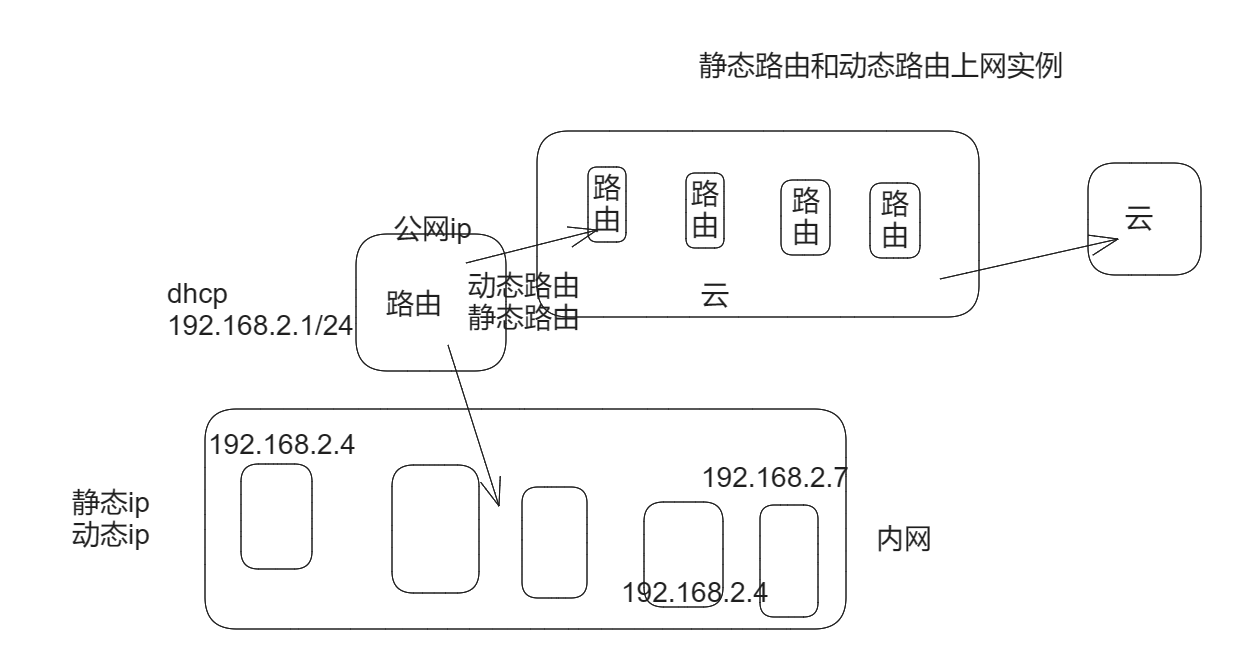 静态路由和动态路由上网实例
路
由
路
由
路
由
路
由
云
云
公网ip
动态路由
静态路由
路由
dhcp
192.168.2.1/24
192.168.2.4
192.168.2.7
静态ip
动态ip
内网
192.168.2.4